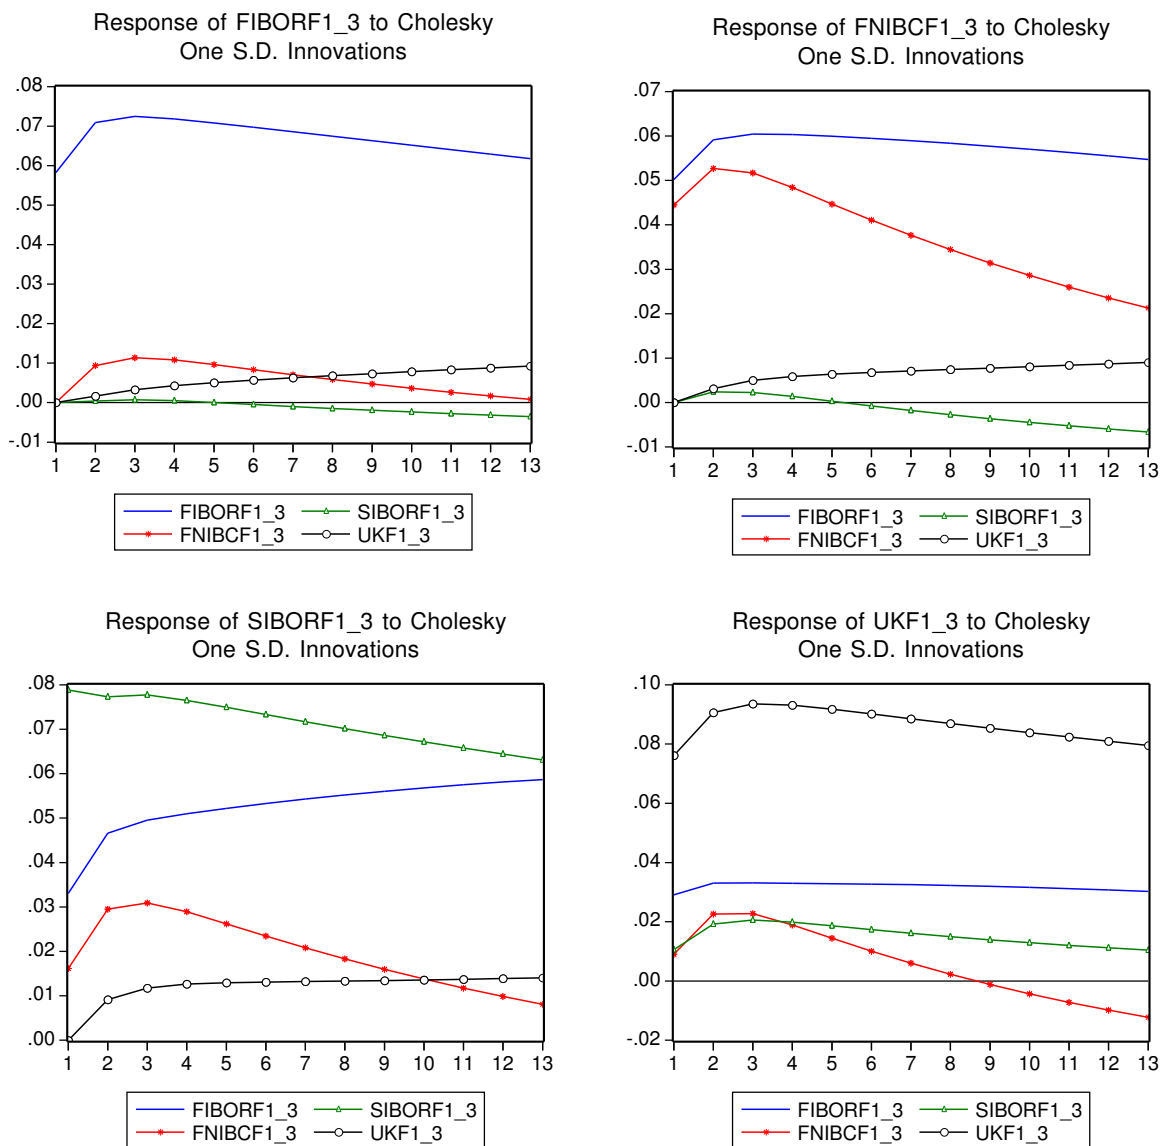 Response of FIBORF1_3 to Cholesky
One S.D. Innovations
.08
.07
.06
.05
.04
.03
.02
.01
.00
-.01
1 2 3 4 5 6 7 8 9 10 11 12 13
FIBORF1_3 SIBORF1_3
FNIBCF1_3 UKF1_3
Response of FNIBCF1_3 to Cholesky
One S.D. Innovations
.07
.06
.05
.04
.03
.02
.01
.00
-.01
1 2 3 4 5 6 7 8 9 10 11 12 13
FIBORF1_3 SIBORF1_3
FNIBCF1_3 UKF1_3
Response of SIBORF1_3 to Cholesky
One S.D. Innovations
.08
.07
.06
.05
.04
.03
.02
.01
.00
1 2 3 4 5 6 7 8 9 10 11 12 13
FIBORF1_3 SIBORF1_3
FNIBCF1_3 UKF1_3
Response of UKF1_3 to Cholesky
One S.D. Innovations
.10
.08
.06
.04
.02
.00
-.02
1 2 3 4 5 6 7 8 9 10 11 12 13
FIBORF1_3 SIBORF1_3
FNIBCF1_3 UKF1_3